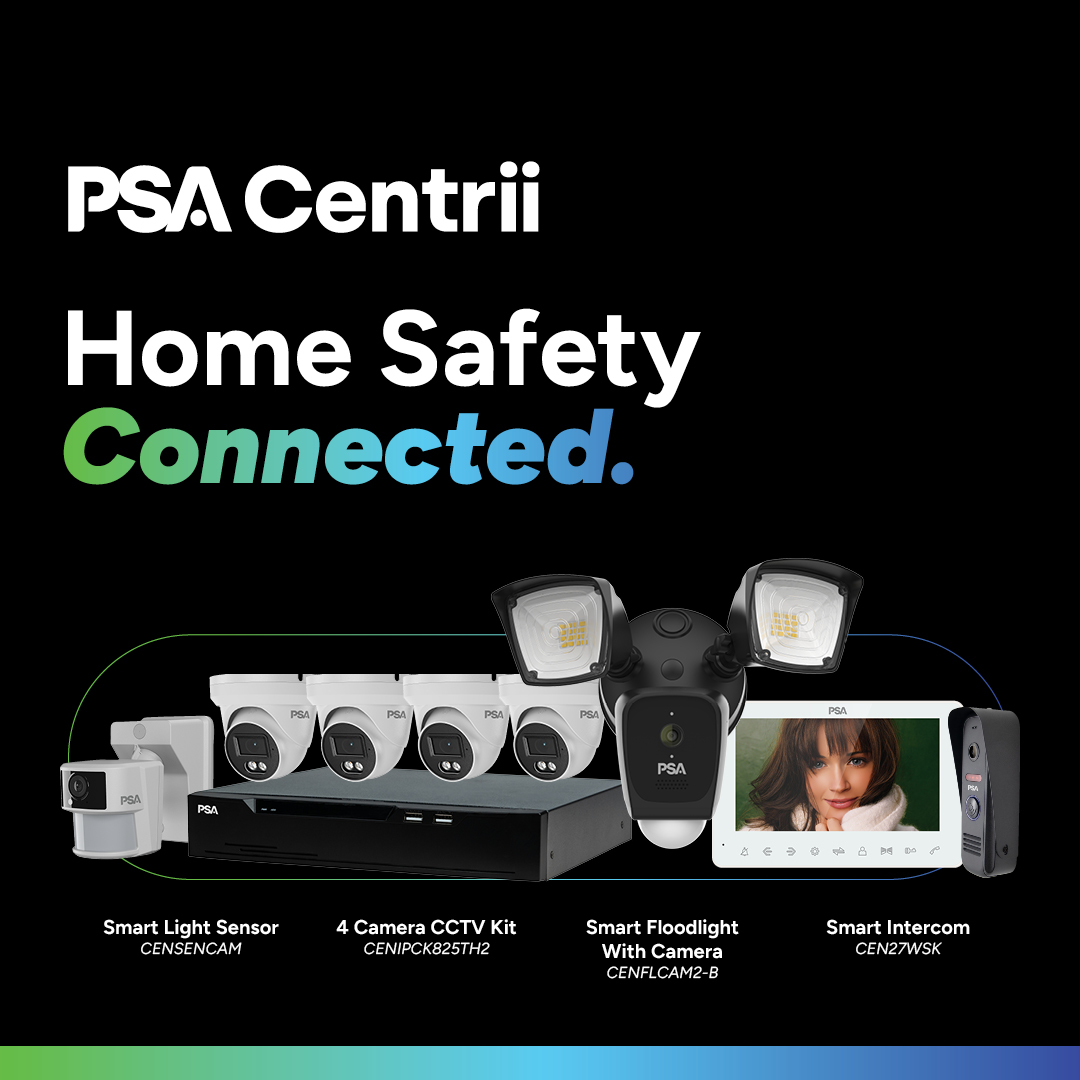 PSA Centrii
Home Safety
Connected.
PSA
PSA
PSA
PSA
PSA
PSA
PSA
PSA
PSA
Smart Light Sensor
CENSENCAM
4 Camera CCTV Kit
CENIPCK825TH2
Smart Floodlight
With Camera
CENFLCAM2-B
Smart Intercom
CEN27WSK